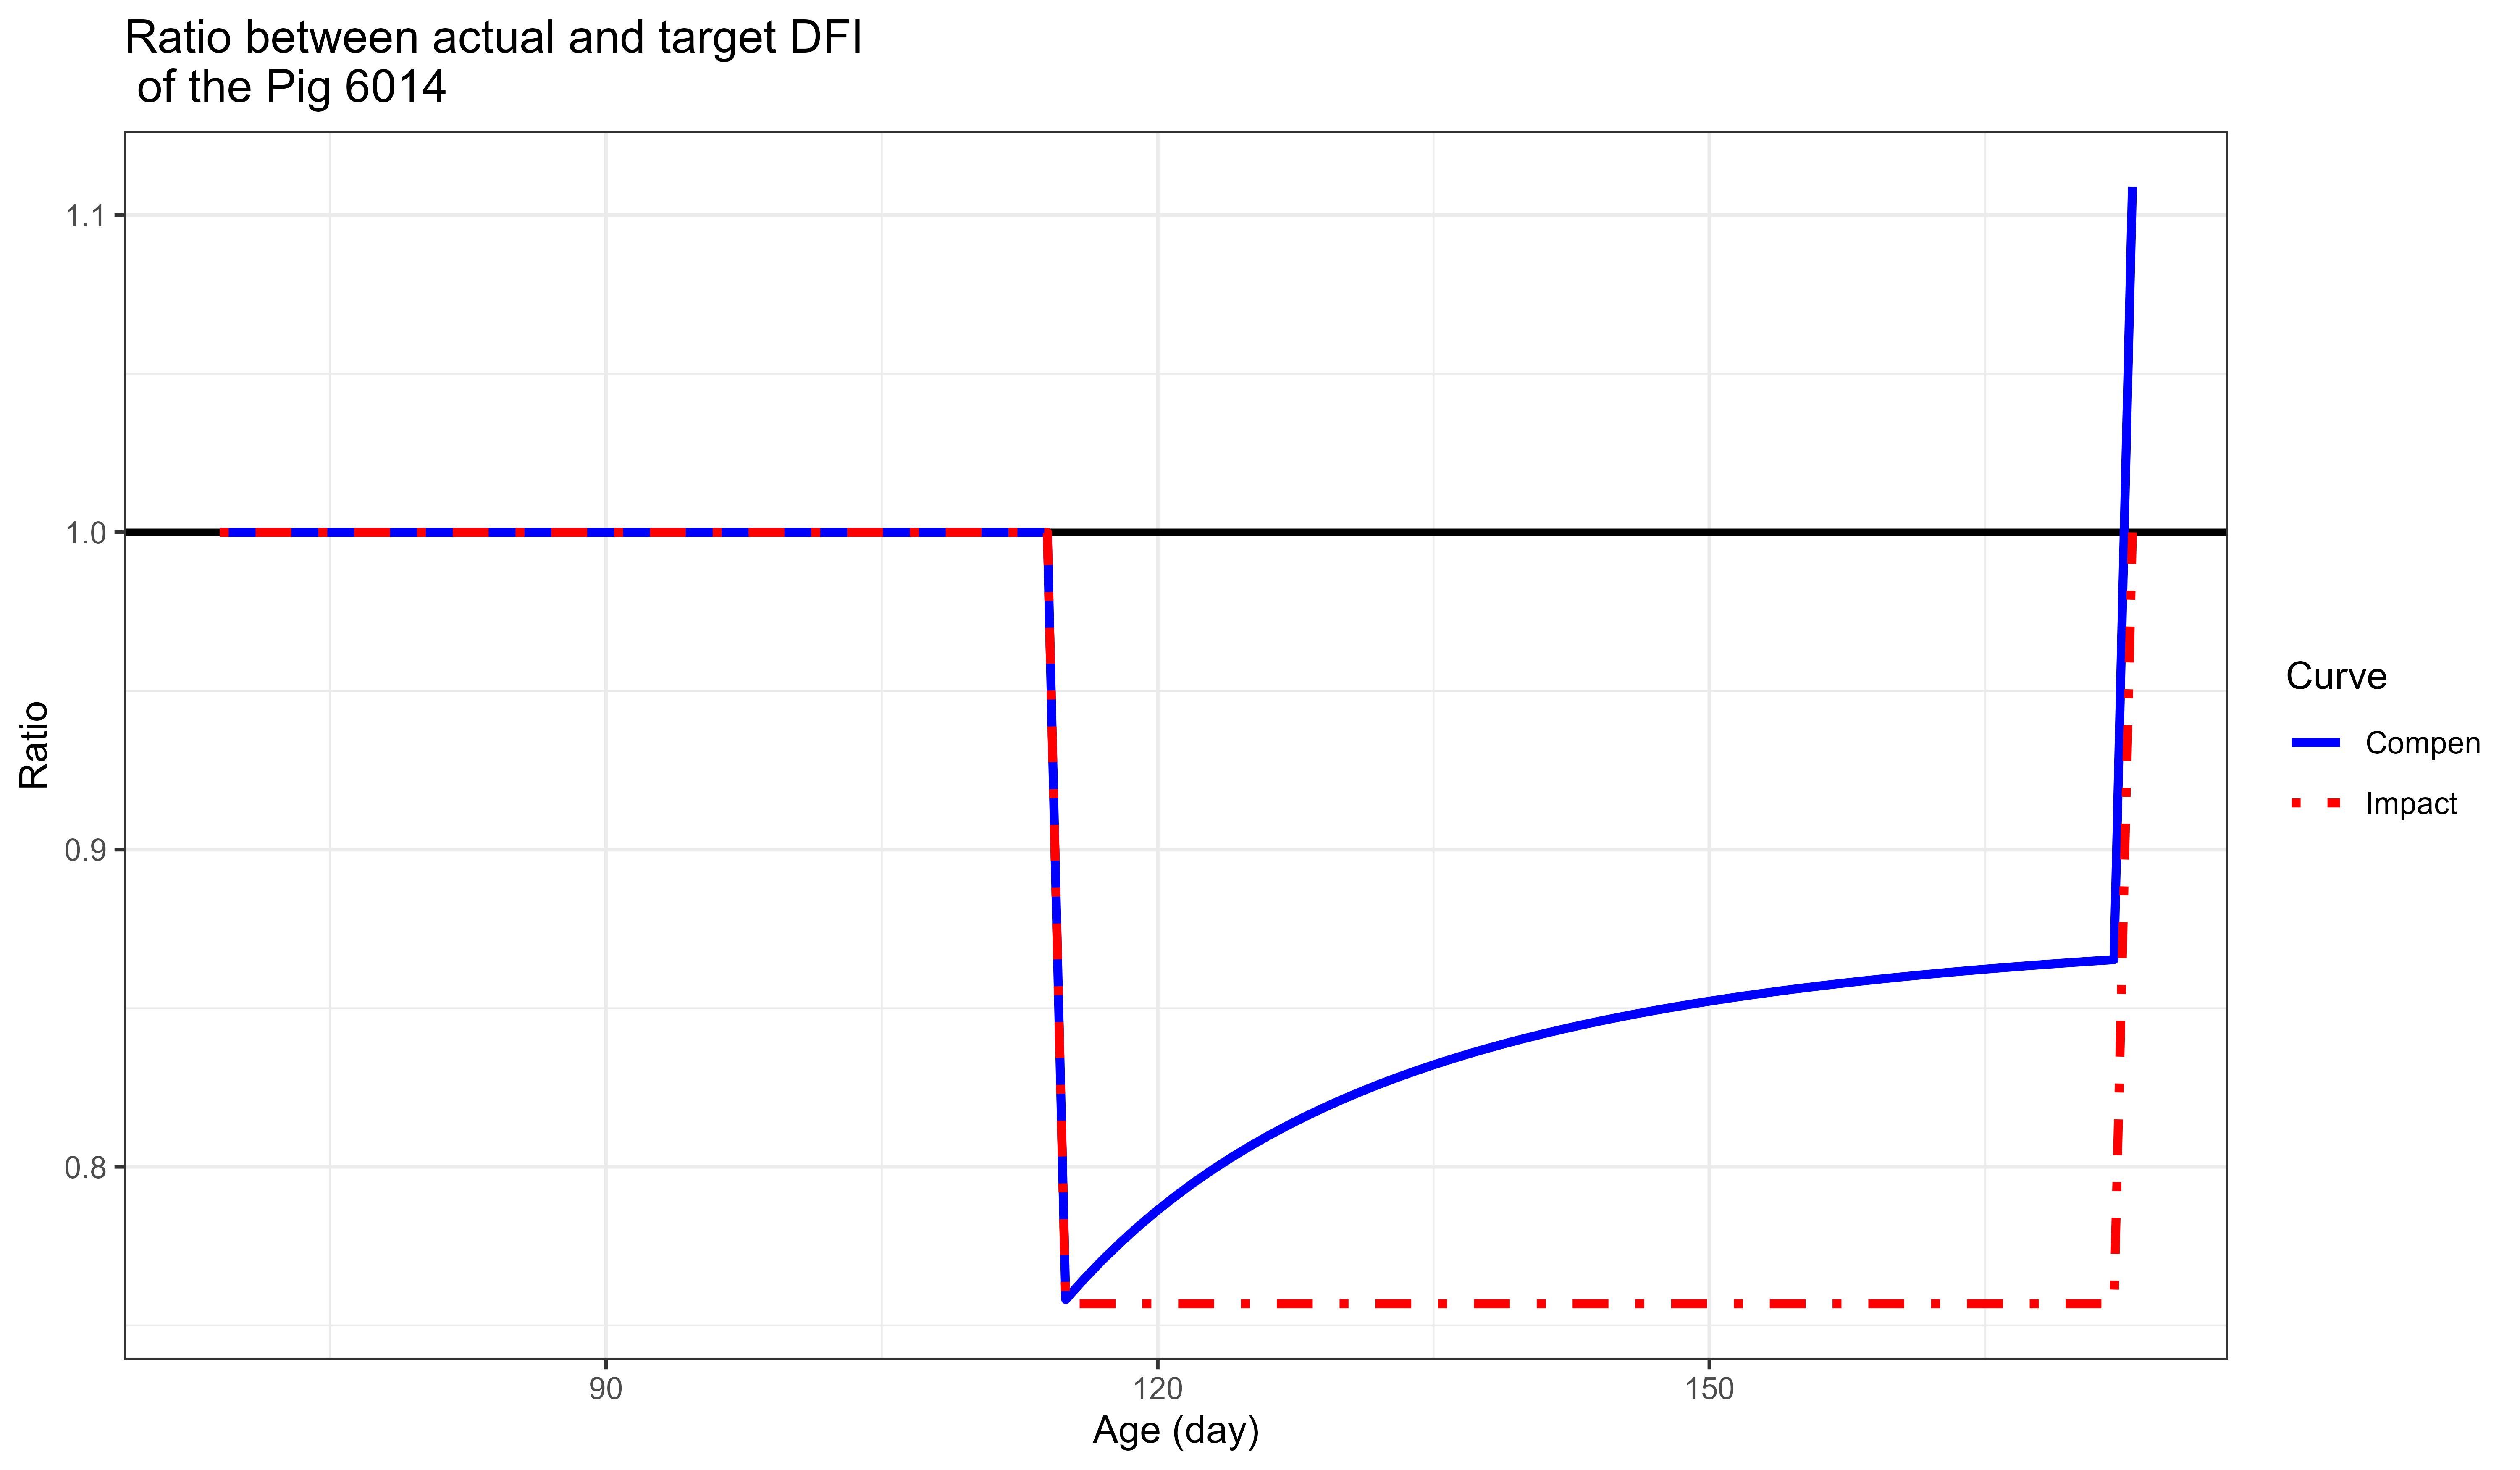 Ratio between actual and target DFI
of the Pig 6014
1.1
1.0
0.9
0.8
Ratio
90
120
150
Age (day)
Curve
Compen
Impact